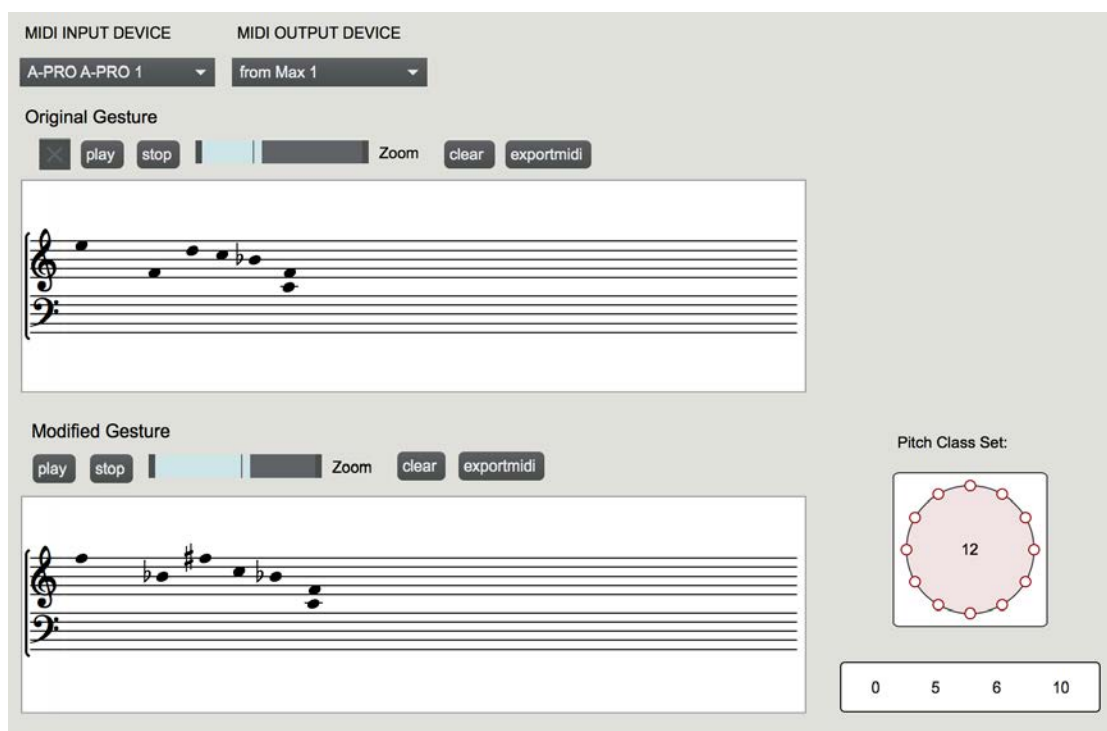 MIDI INPUT DEVICE MIDI OUTPUT DEVICE
A-PRO A-PRO 1 from Max 1
Original Gesture
play stop Zoom clear exportmidi
Modified Gesture
Pitch Class Set:
play stop Zoom clear exportmidi
12
0 5 6 10